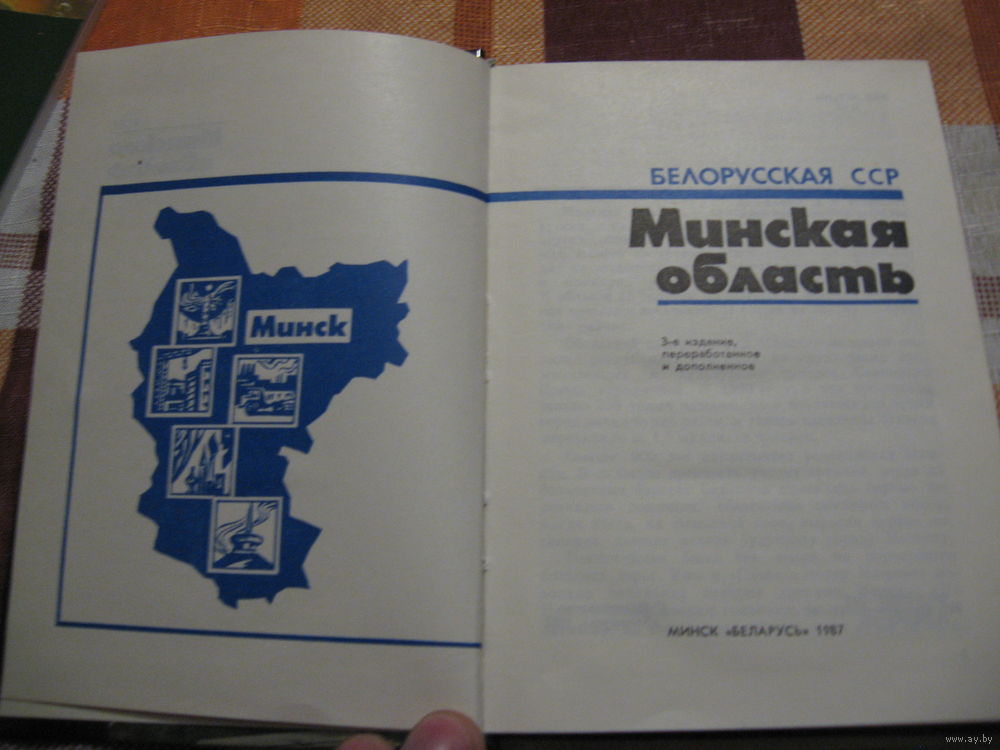 Минск
БЕЛОРУССКАЯ ССР
Минская
область
3-е издание,
переработанное
и дополненное
МИНСК «БЕЛАРУСЬ» 1987
www.ay.by